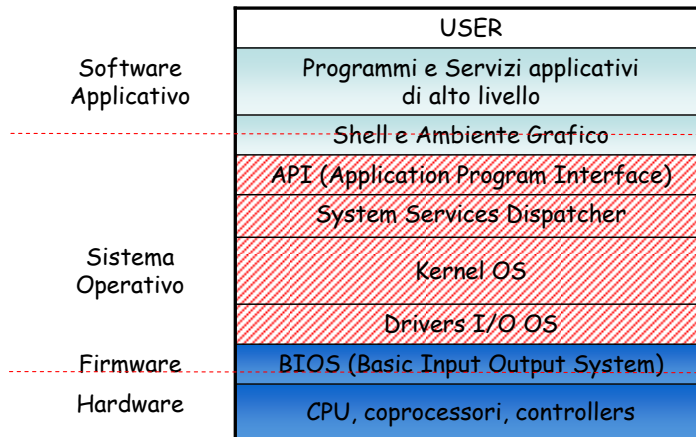 USER
Software
Applicativo
Programmi e Servizi applicativi
di alto livello
Shell e Ambiente Grafico
API (Application Program Interface)
System Services Dispatcher
Sistema
Operativo
Kernel OS
Drivers I/O OS
Firmware
BIOS (Basic Input Output System)
Hardware
CPU, coprocessori, controllers